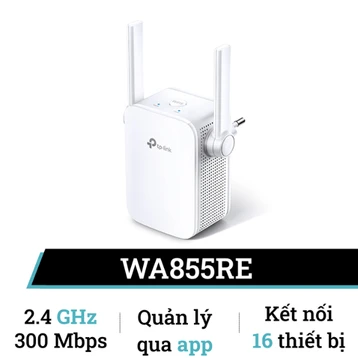 tp-link
WA855RE
2.4 GHz
300 Mbps
Quản lý
qua app
Kết nối
16 thiết bị